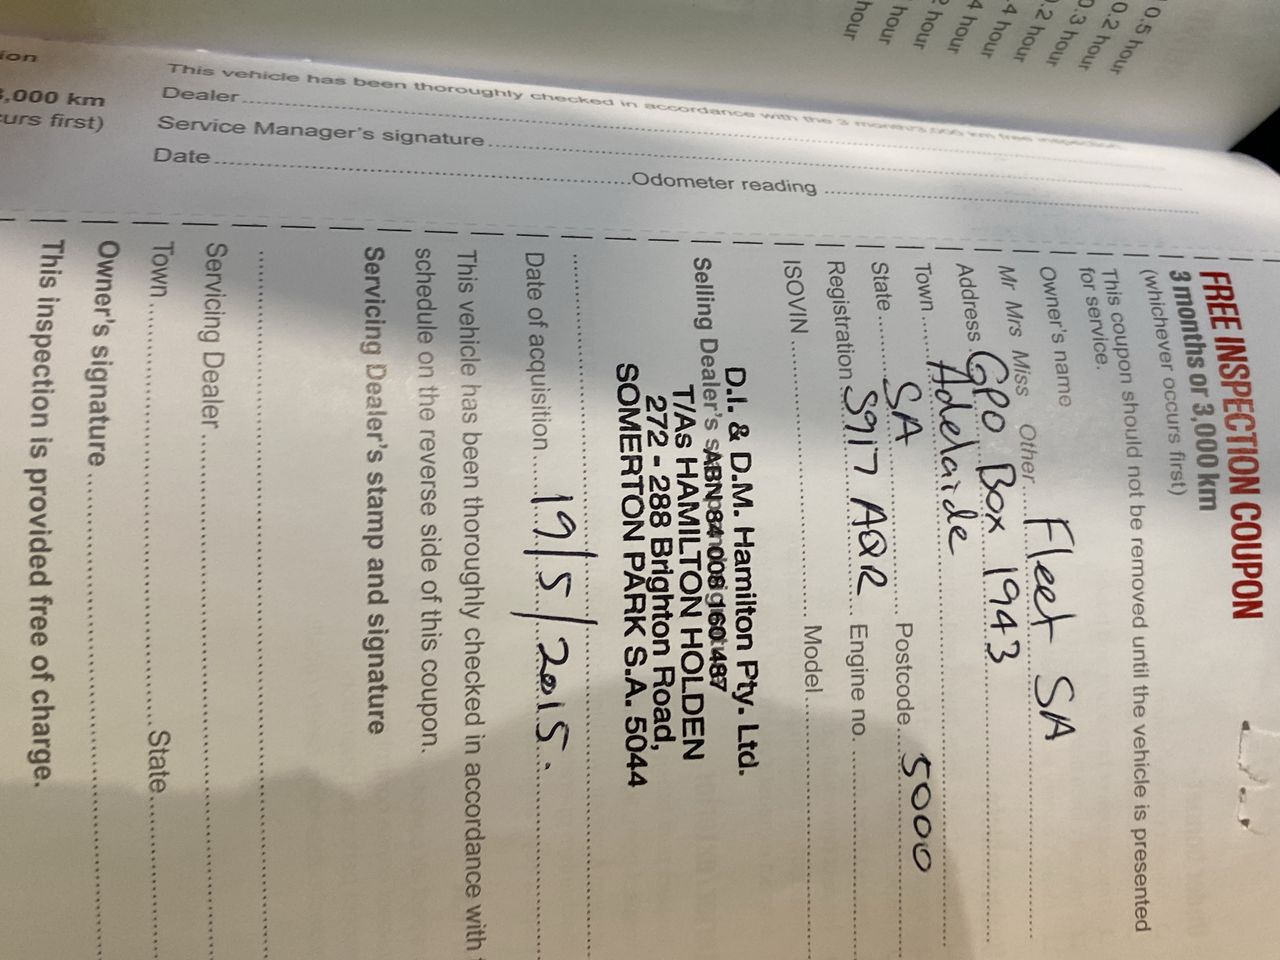 0.5 hour
0.2 hour
0.3 hour
.2 hour
.4 hour
4 hour
hour
hour
hour
ion
,000 km
urs first)
This vehicle has been thoroughly checked in accordance with the 3 months/3,000 km free inspection
Dealer
Service Manager's signature
Date Odometer reading
FREE INSPECTION COUPON
3 months or 3,000 km
(whichever occurs first)
This coupon should not be removed until the vehicle is presented
for service.
Owner's name
Mr Mrs Miss Other Fleet SA
Address GPO Box 1943
Town Adelaide
State SA Postcode 5000
Registration S917 AQR Engine no.
ISOVIN Model
D.I. & D.M. Hamilton Pty. Ltd.
Selling Dealer's
ABN 84 008 160 487
T/As HAMILTON HOLDEN
272 - 288 Brighton Road,
SOMERTON PARK S.A. 5044
Date of acquisition 19/5/2015.
This vehicle has been thoroughly checked in accordance with
schedule on the reverse side of this coupon.
Servicing Dealer's stamp and signature
Servicing Dealer
Town State
Owner's signature
This inspection is provided free of charge.